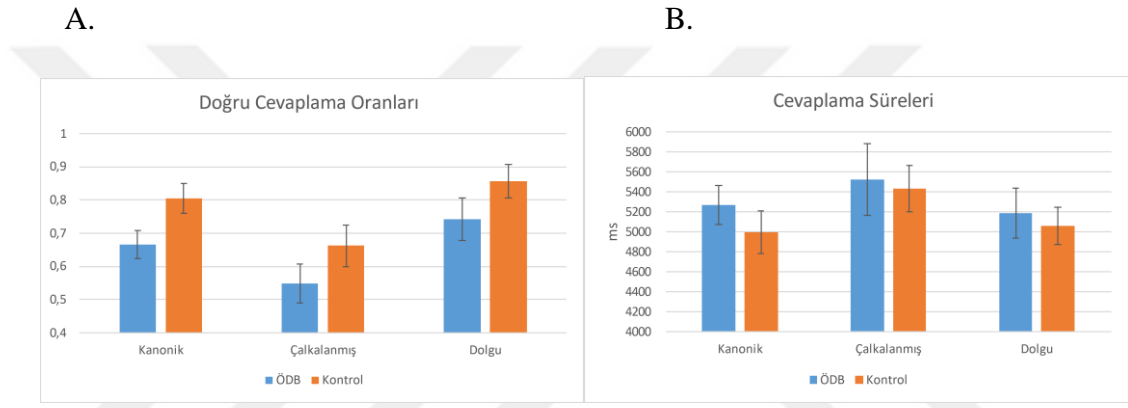 A.
B.
Doğru Cevaplama Oranları
1
0,9
0,8
0,7
0,6
0,5
0,4
Kanonik Çalkalanmış Dolgu
ÖDB Kontrol
Cevaplama Süreleri
6000
5800
5600
5400
5200
5000
4800
4600
4400
4200
4000
ms
Kanonik Çalkalanmış Dolgu
ÖDB Kontrol